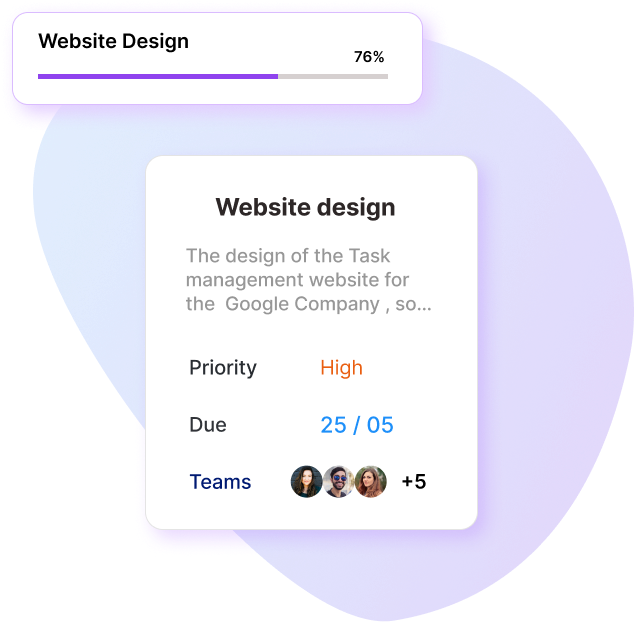 Website Design
76%
Website design
The design of the Task
management website for
the  Google Company , so...
Priority High
Due 25 / 05
Teams +5